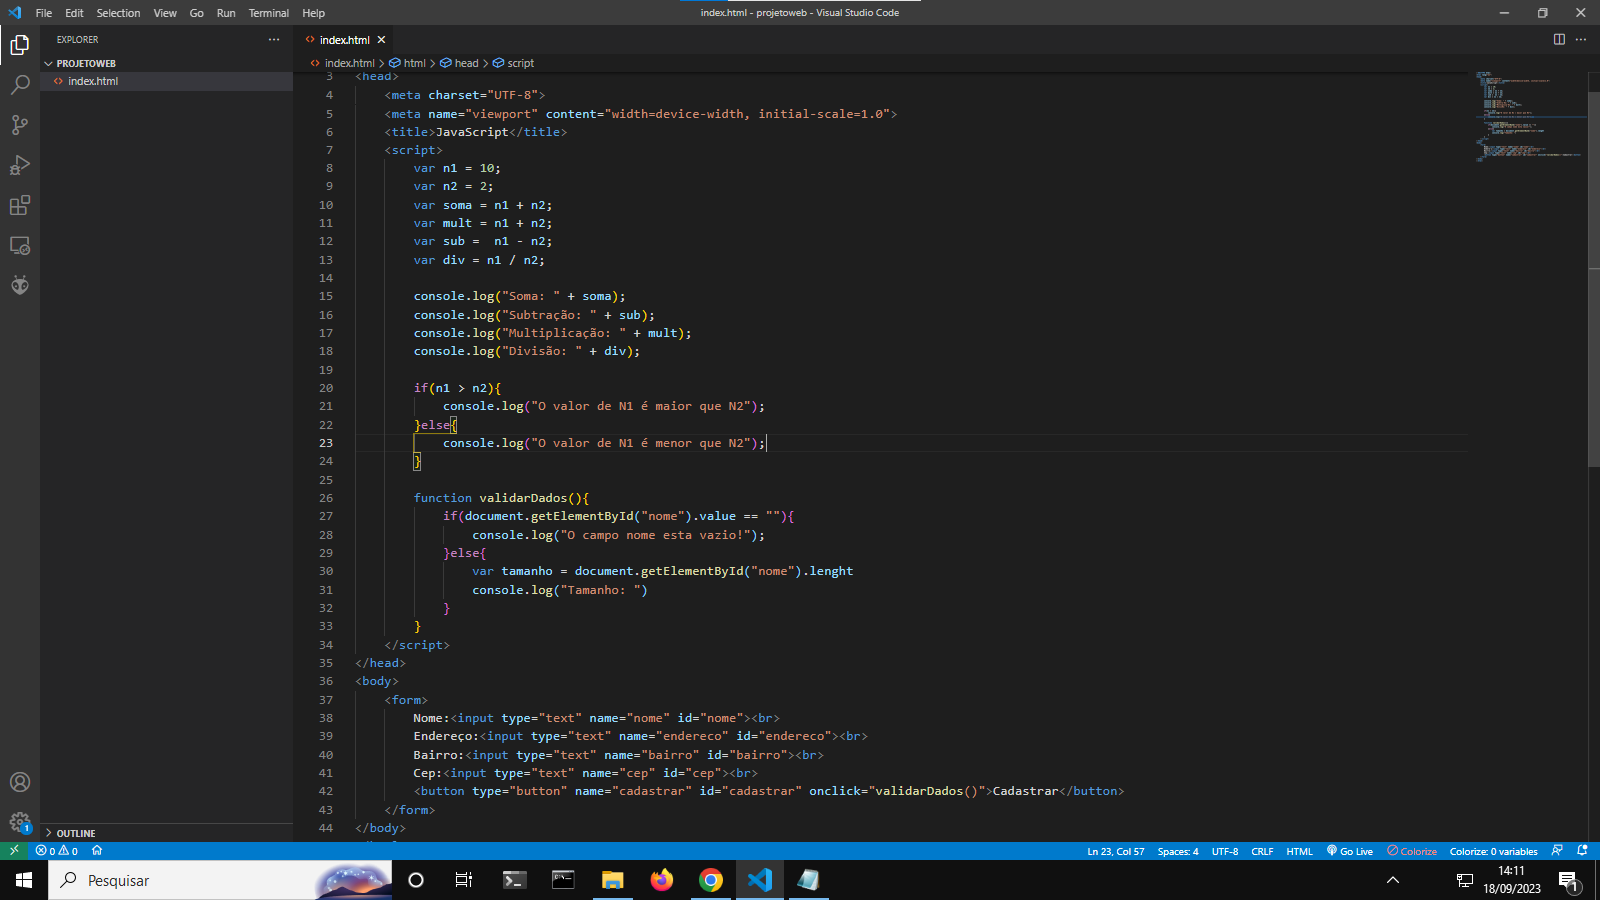 File Edit Selection View Go Run Terminal Help
index.html - projetoweb - Visual Studio Code
EXPLORER
PROJETOWEB
index.html
OUTLINE
index.html
index.html > html > head > script
3 <head>
4 <meta charset="UTF-8">
5 <meta name="viewport" content="width=device-width, initial-scale=1.0">
6 <title>JavaScript</title>
7 <script>
8 var n1 = 10;
9 var n2 = 2;
10 var soma = n1 + n2;
11 var mult = n1 + n2;
12 var sub =  n1 - n2;
13 var div = n1 / n2;
14
15 console.log("Soma: " + soma);
16 console.log("Subtração: " + sub);
17 console.log("Multiplicação: " + mult);
18 console.log("Divisão: " + div);
19
20 if(n1 > n2){
21 console.log("O valor de N1 é maior que N2");
22 }else{
23 console.log("O valor de N1 é menor que N2");
24 }
25
26 function validarDados(){
27 if(document.getElementById("nome").value == ""){
28 console.log("O campo nome esta vazio!");
29 }else{
30 var tamanho = document.getElementById("nome").lenght
31 console.log("Tamanho: ")
32 }
33 }
34 </script>
35 </head>
36 <body>
37 <form>
38 Nome:<input type="text" name="nome" id="nome"><br>
39 Endereço:<input type="text" name="endereco" id="endereco"><br>
40 Bairro:<input type="text" name="bairro" id="bairro"><br>
41 Cep:<input type="text" name="cep" id="cep"><br>
42 <button type="button" name="cadastrar" id="cadastrar" onclick="validarDados()">Cadastrar</button>
43 </form>
44 </body>
1
0 0
Ln 23, Col 57 Spaces: 4 UTF-8 CRLF HTML Go Live Colorize Colorize: 0 variables
Pesquisar
14:11
18/09/2023
1